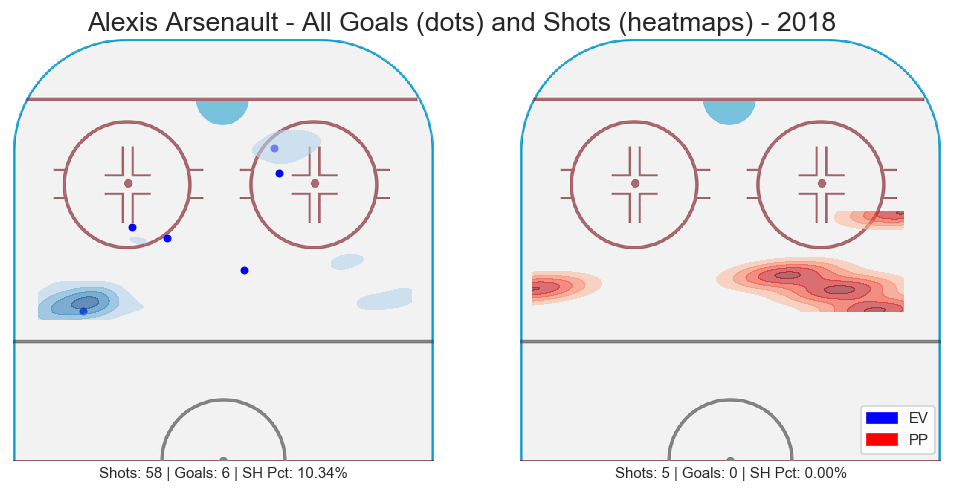 Alexis Arsenault - All Goals (dots) and Shots (heatmaps) - 2018
EV
PP
Shots: 58 | Goals: 6 | SH Pct: 10.34%
Shots: 5 | Goals: 0 | SH Pct: 0.00%